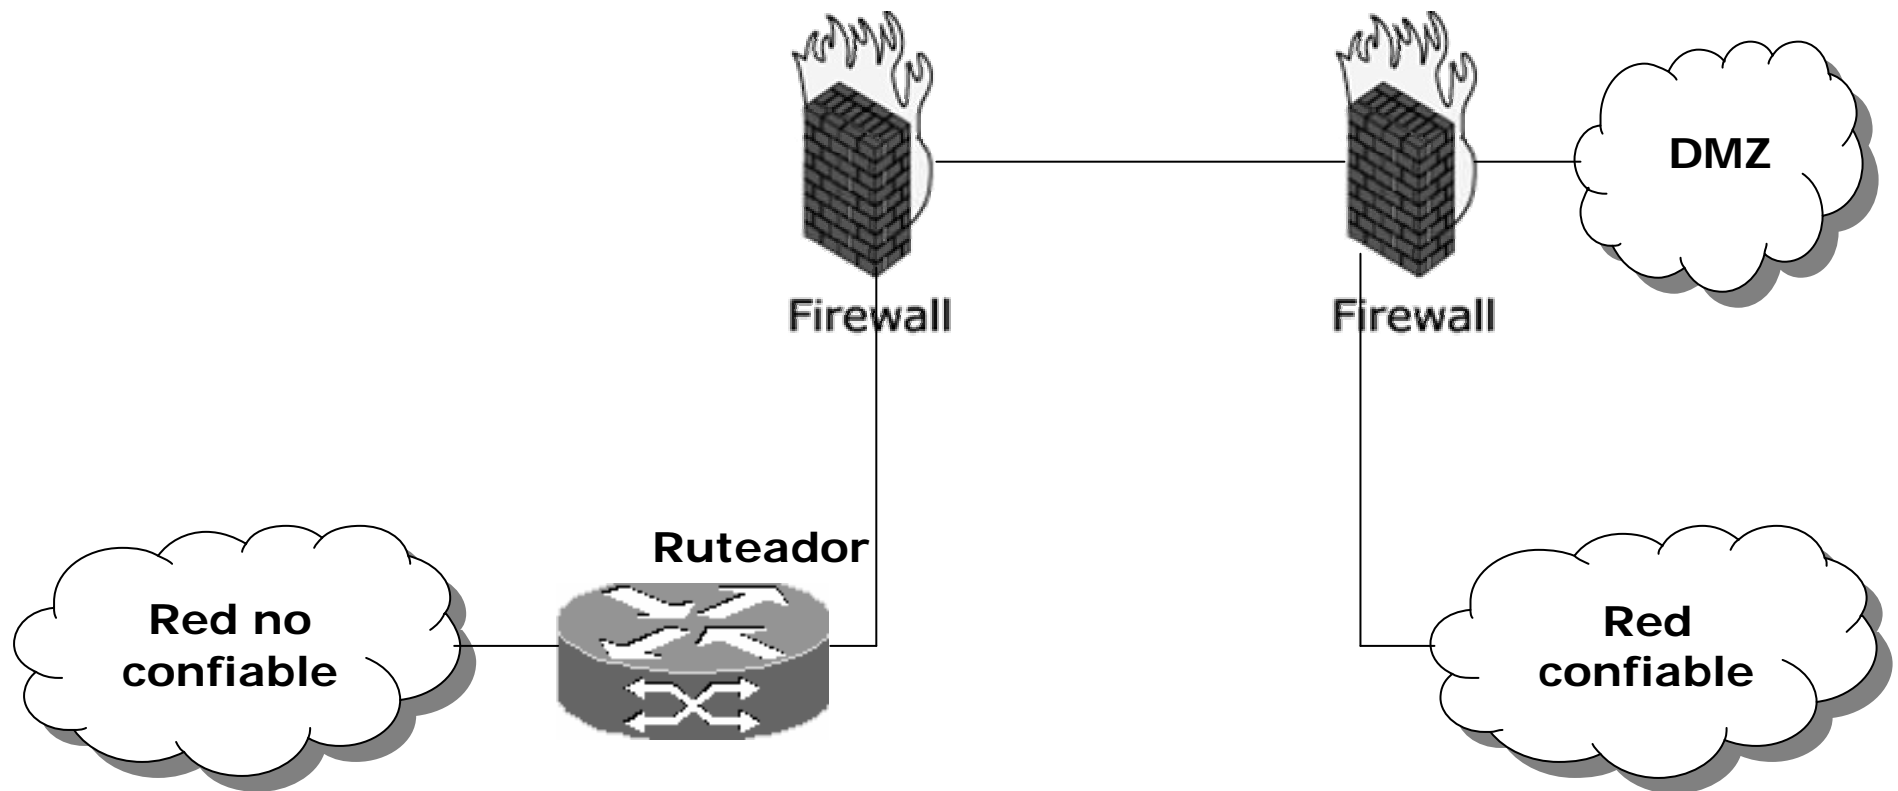 DMZ
Firewall
Firewall
Ruteador
Red no
confiable
Red
confiable